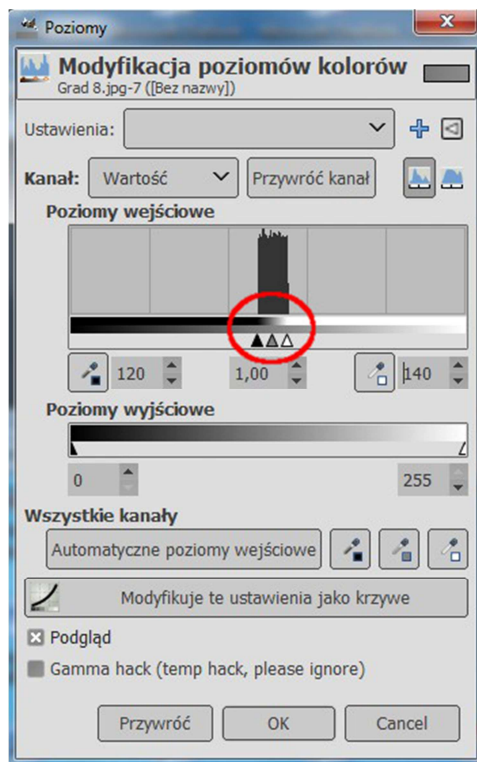 Poziomy
Modyfikacja poziomów kolorów
Grad 8.jpg-7 ([Bez nazwy])
Ustawienia:
Kanał: Wartość Przywróć kanał
Poziomy wejściowe
120 1,00 140
Poziomy wyjściowe
0 255
Wszystkie kanały
Automatyczne poziomy wejściowe
Modyfikuje te ustawienia jako krzywe
Podgląd
Gamma hack (temp hack, please ignore)
Przywróć OK Cancel